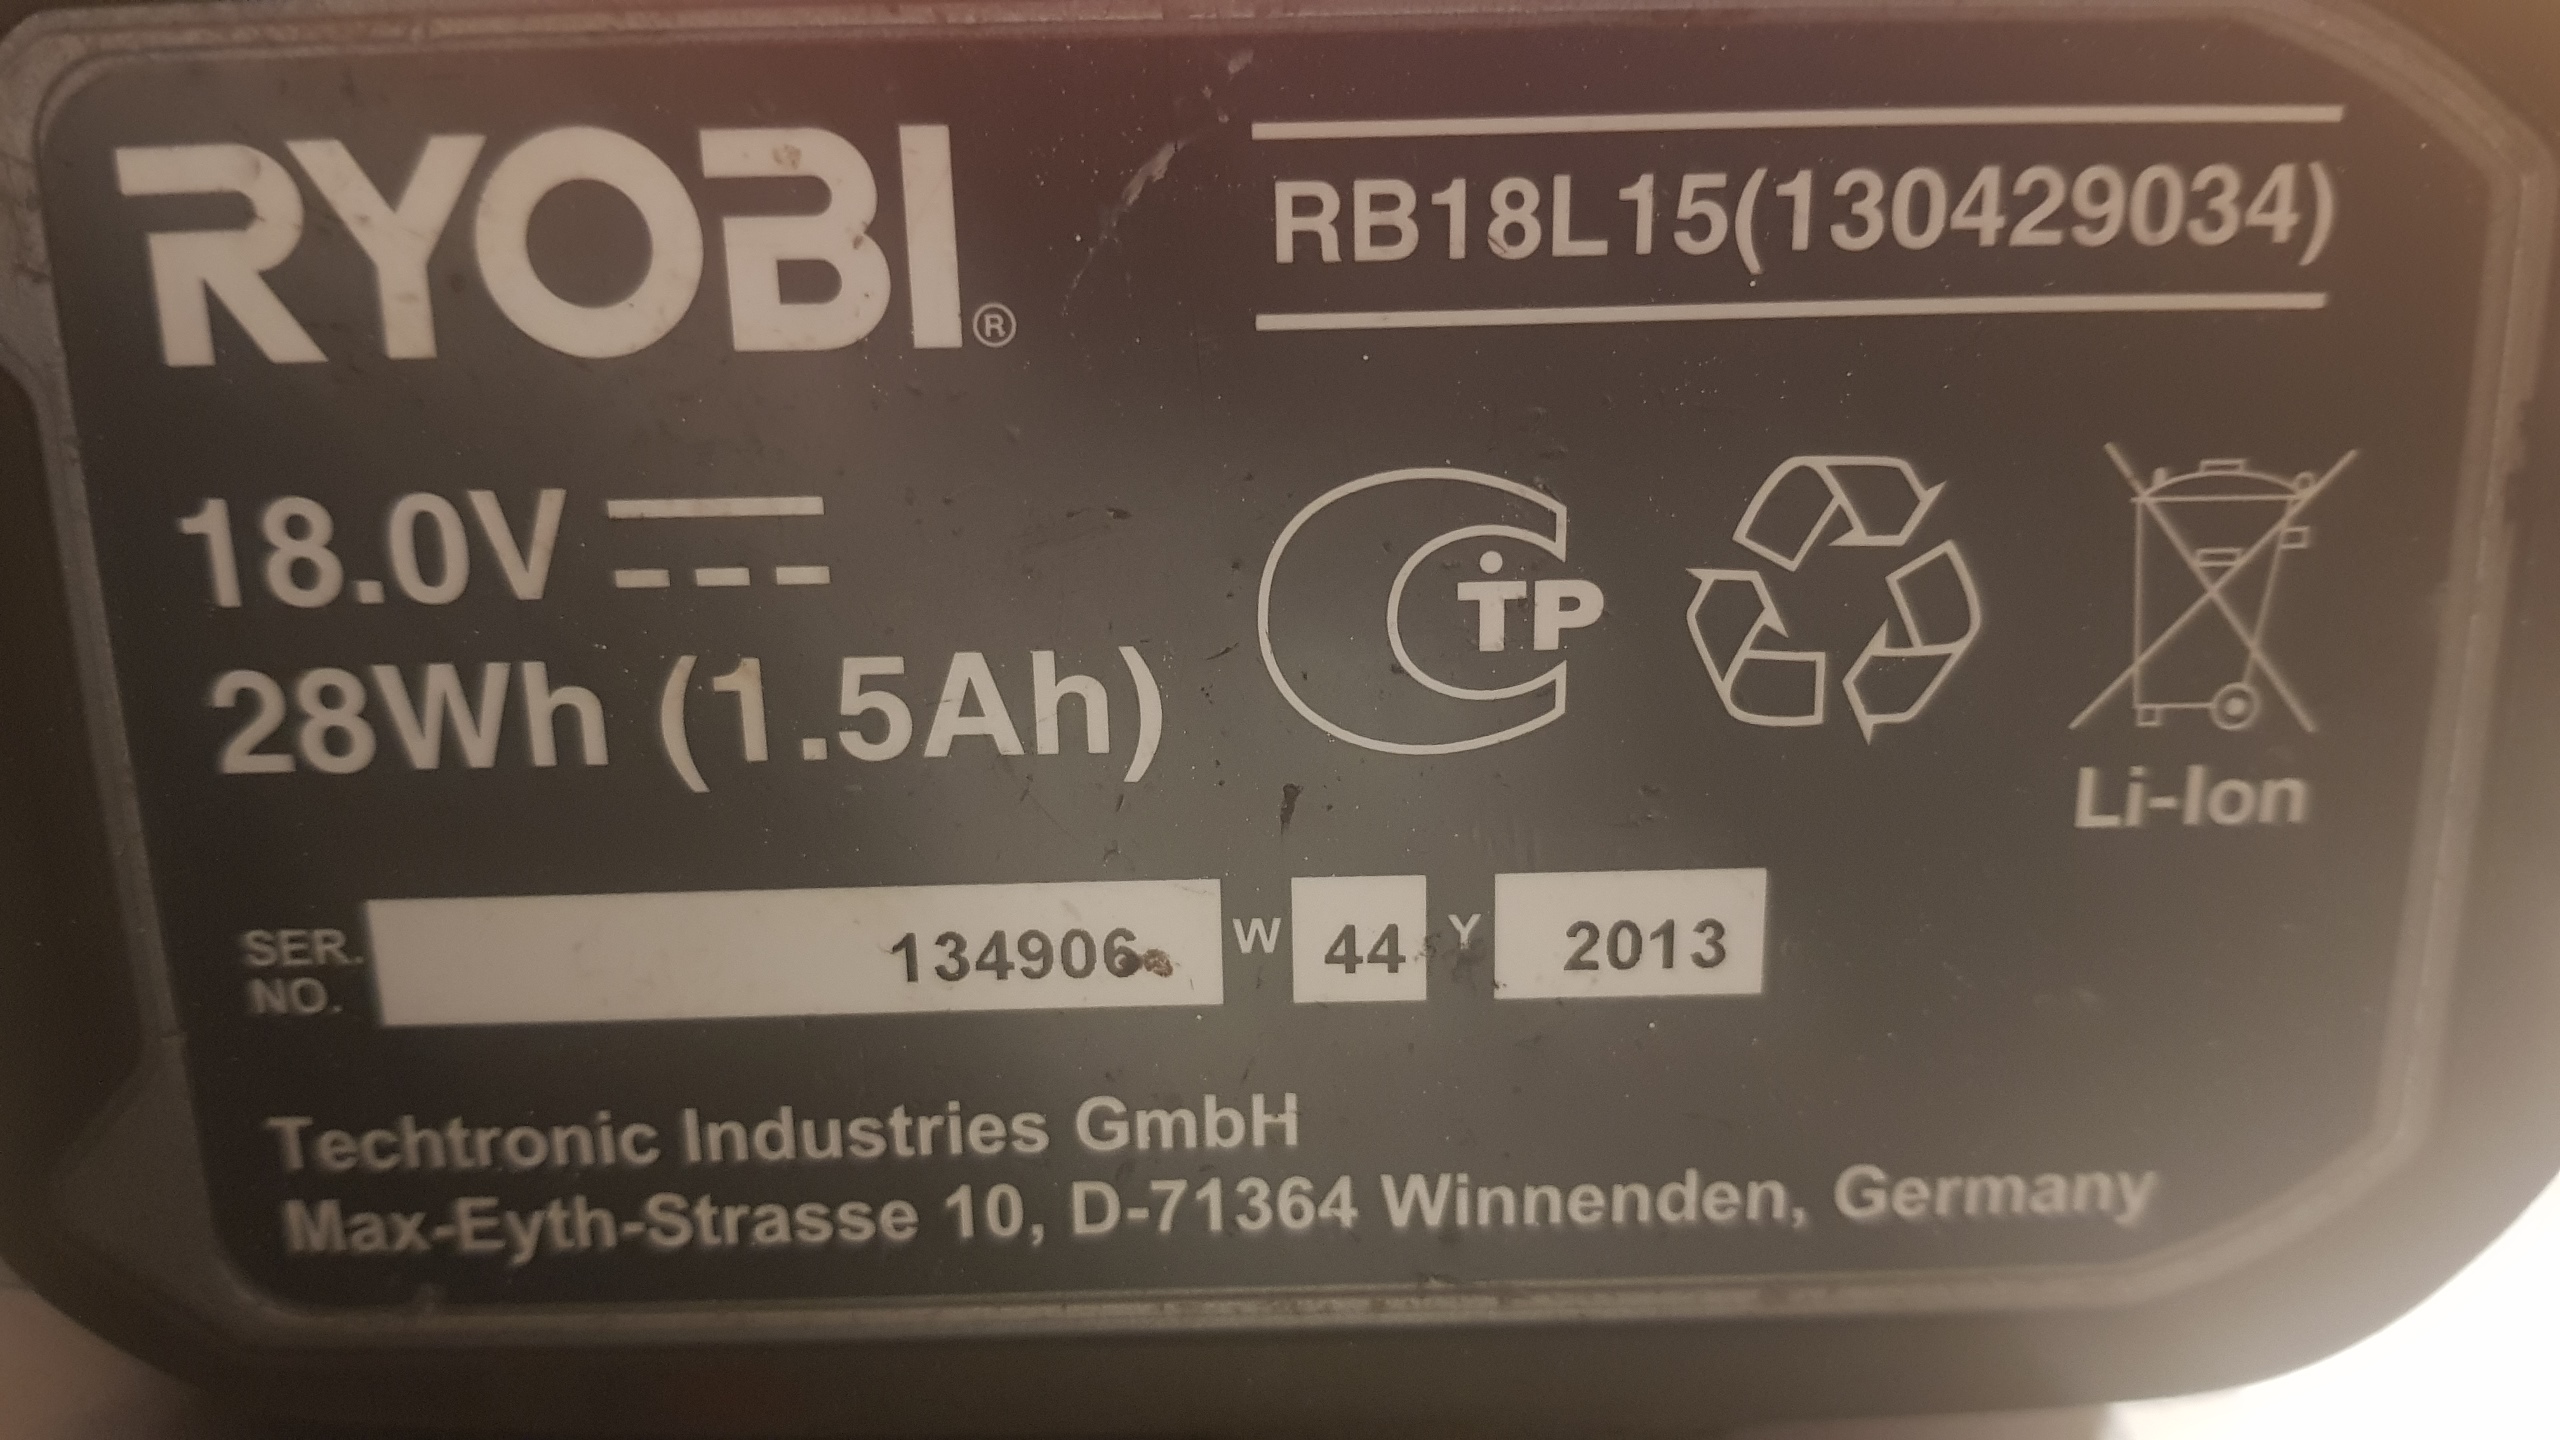 RYOBI®
RB18L15(130429034)
18.0V
28Wh (1.5Ah)
TP
Li-Ion
SER. NO. 134906 W 44 Y 2013
Techtronic Industries GmbH
Max-Eyth-Strasse 10, D-71364 Winnenden, Germany